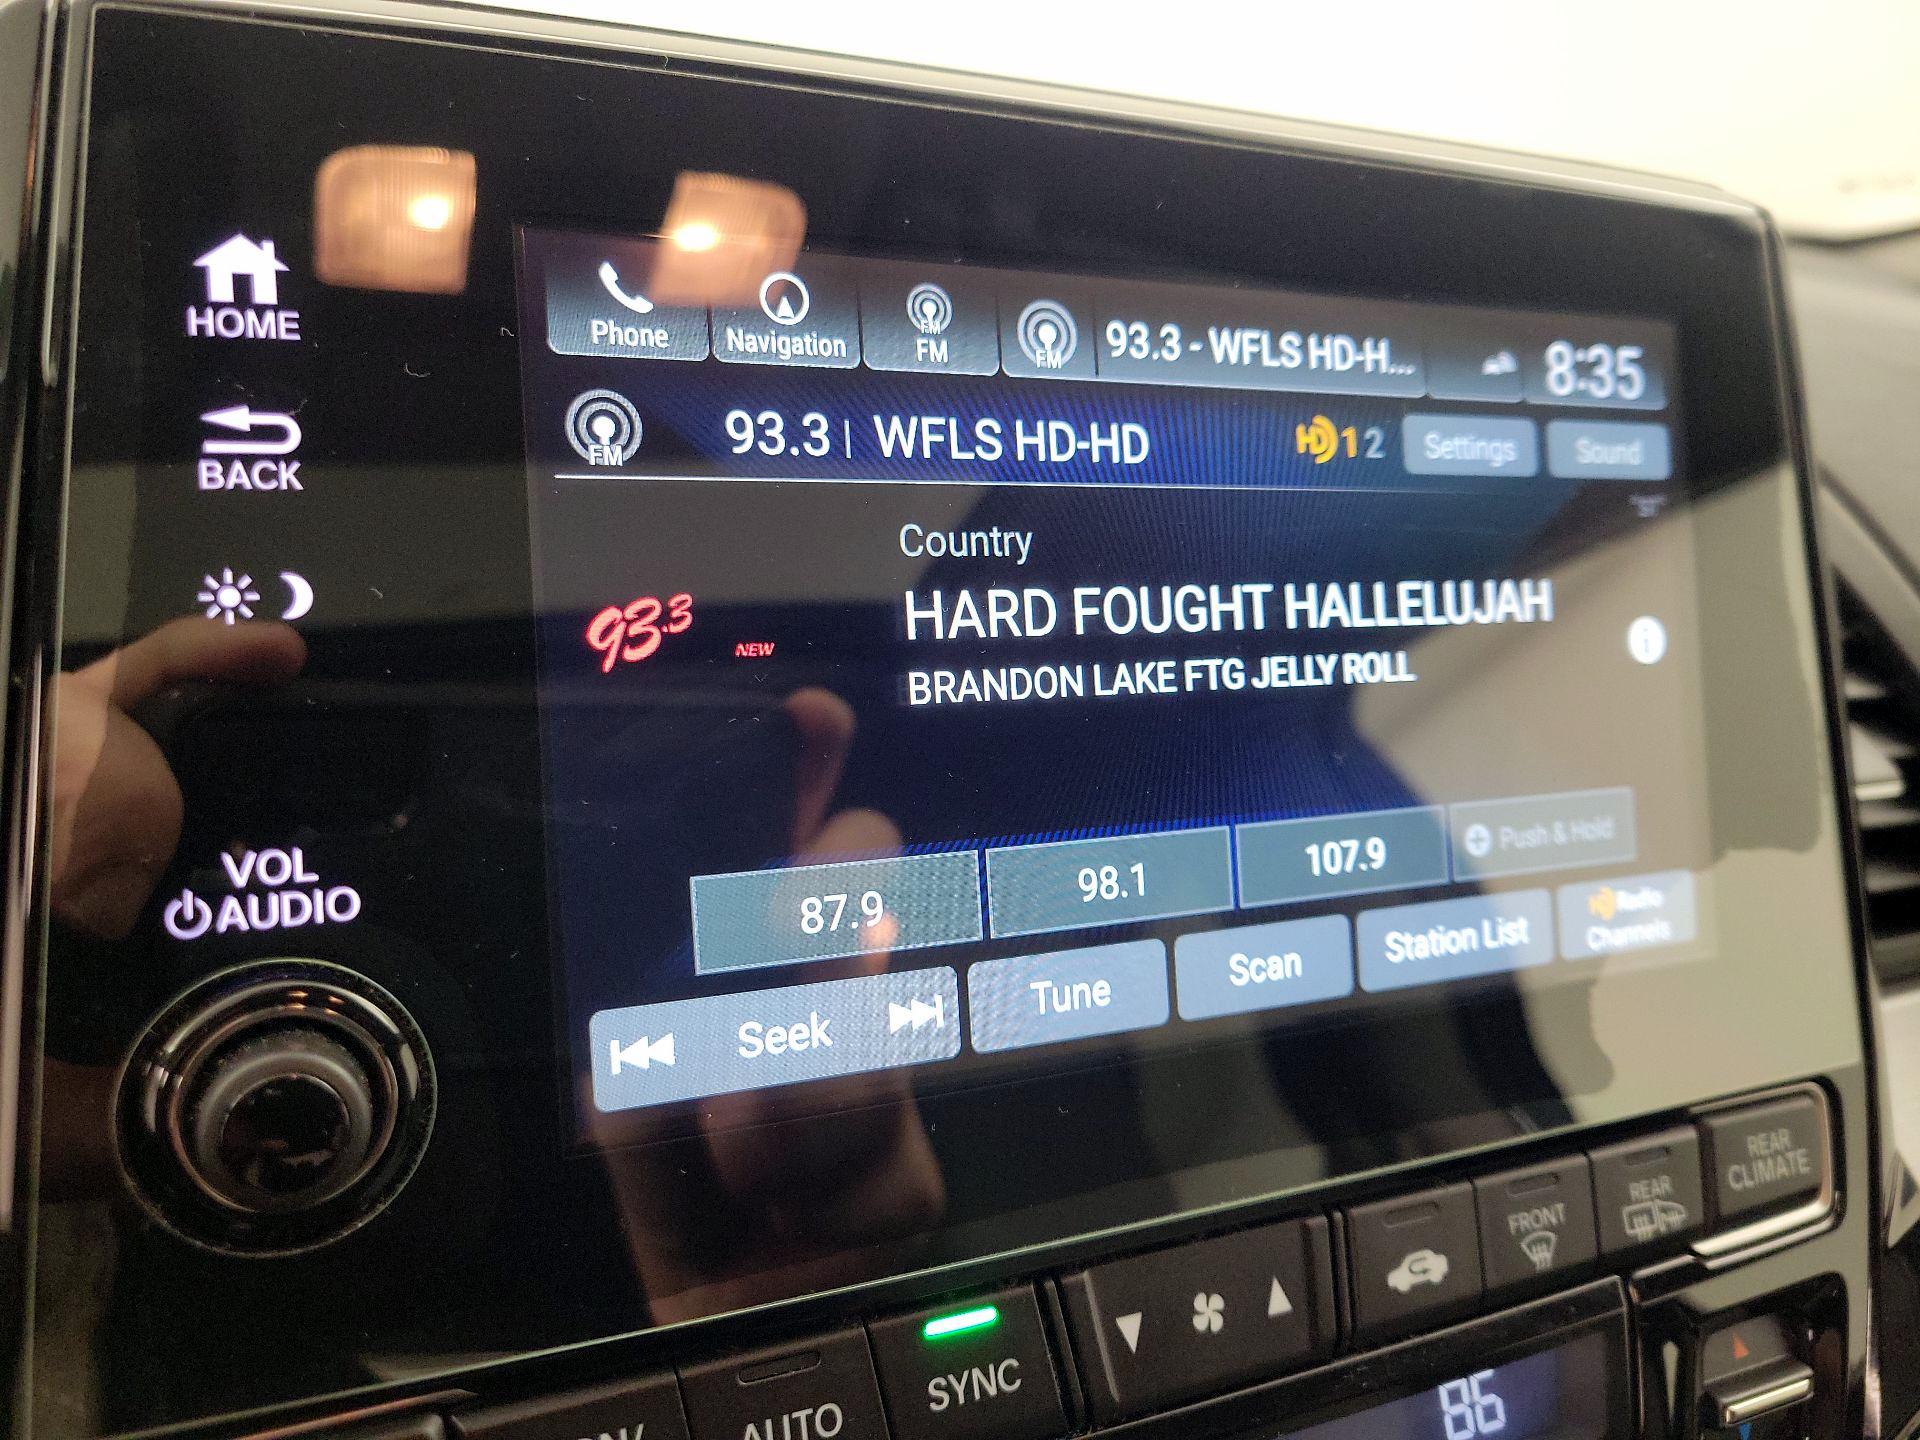 HOME
BACK
VOL
AUDIO
Phone
Navigation
FM
FM
93.3 - WFLS HD-H...
8:35
FM
93.3 | WFLS HD-HD
HD 1 2
Settings
Sound
Country
HARD FOUGHT HALLELUJAH
BRANDON LAKE FTG JELLY ROLL
93.3
NEW
i
87.9
98.1
107.9
Push & Hold
Seek
Tune
Scan
Station List
HD Radio
Channels
AUTO
SYNC
FRONT
REAR
REAR
CLIMATE
86